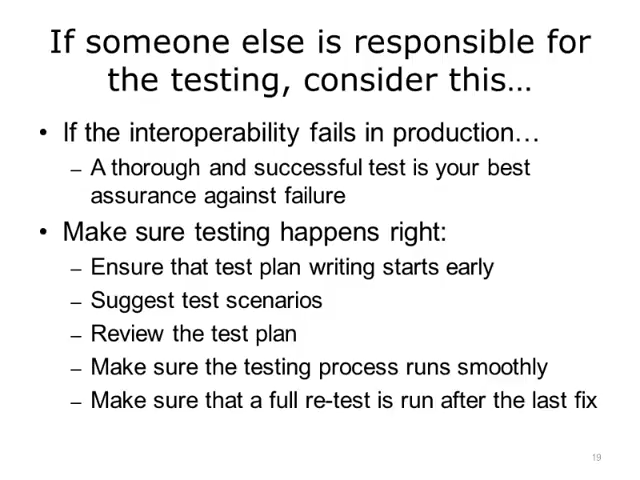 If someone else is responsible for
the testing, consider this…
• If the interoperability fails in production…
– A thorough and successful test is your best
assurance against failure
• Make sure testing happens right:
– Ensure that test plan writing starts early
– Suggest test scenarios
– Review the test plan
– Make sure the testing process runs smoothly
– Make sure that a full re-test is run after the last fix
19